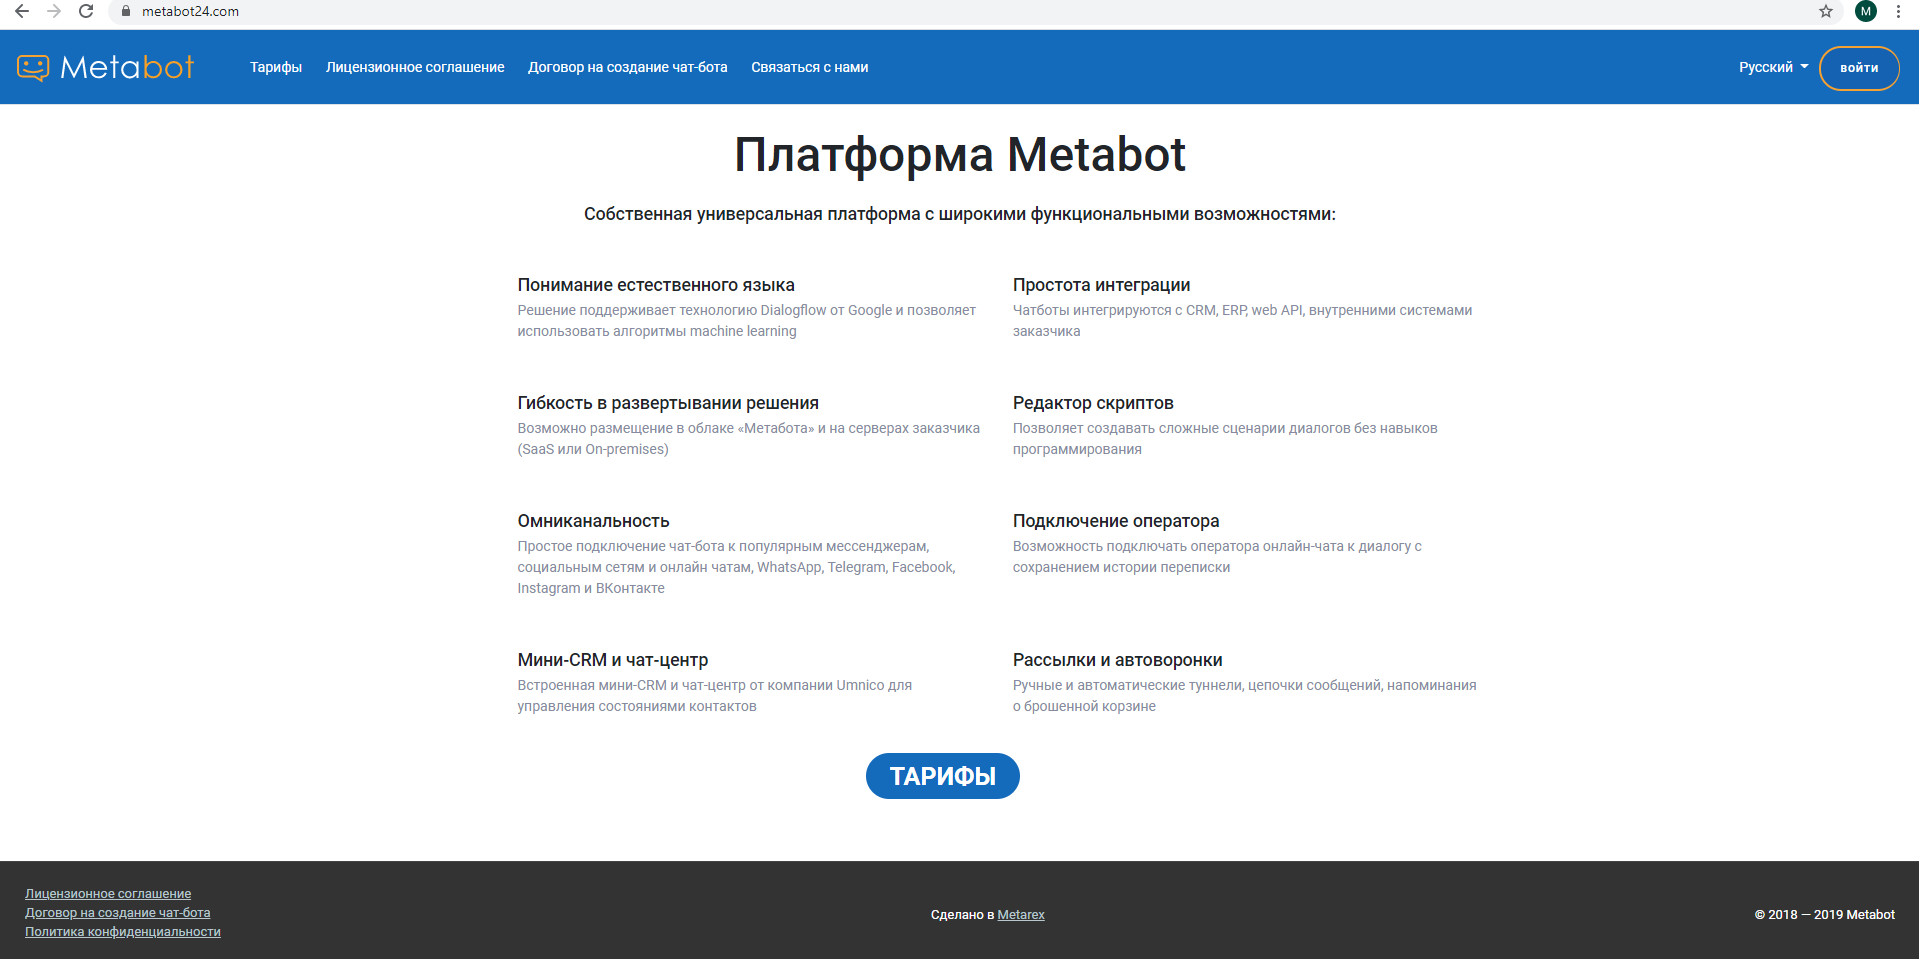 metabot24.com
M
Metabot
Тарифы
Лицензионное соглашение
Договор на создание чат-бота
Связаться с нами
Русский
ВОЙТИ
Платформа Metabot
Собственная универсальная платформа с широкими функциональными возможностями:
Понимание естественного языка
Решение поддерживает технологию Dialogflow от Google и позволяет
использовать алгоритмы machine learning
Простота интеграции
Чатботы интегрируются с CRM, ERP, web API, внутренними системами
заказчика
Гибкость в развертывании решения
Возможно размещение в облаке «Метабота» и на серверах заказчика
(SaaS или On-premises)
Редактор скриптов
Позволяет создавать сложные сценарии диалогов без навыков
программирования
Омниканальность
Простое подключение чат-бота к популярным мессенджерам,
социальным сетям и онлайн чатам, WhatsApp, Telegram, Facebook,
Instagram и ВКонтакте
Подключение оператора
Возможность подключать оператора онлайн-чата к диалогу с
сохранением истории переписки
Мини-CRM и чат-центр
Встроенная мини-CRM и чат-центр от компании Umnico для
управления состояниями контактов
Рассылки и автоворонки
Ручные и автоматические туннели, цепочки сообщений, напоминания
о брошенной корзине
ТАРИФЫ
Лицензионное соглашение
Договор на создание чат-бота
Политика конфиденциальности
Сделано в Metarex
© 2018 — 2019 Metabot